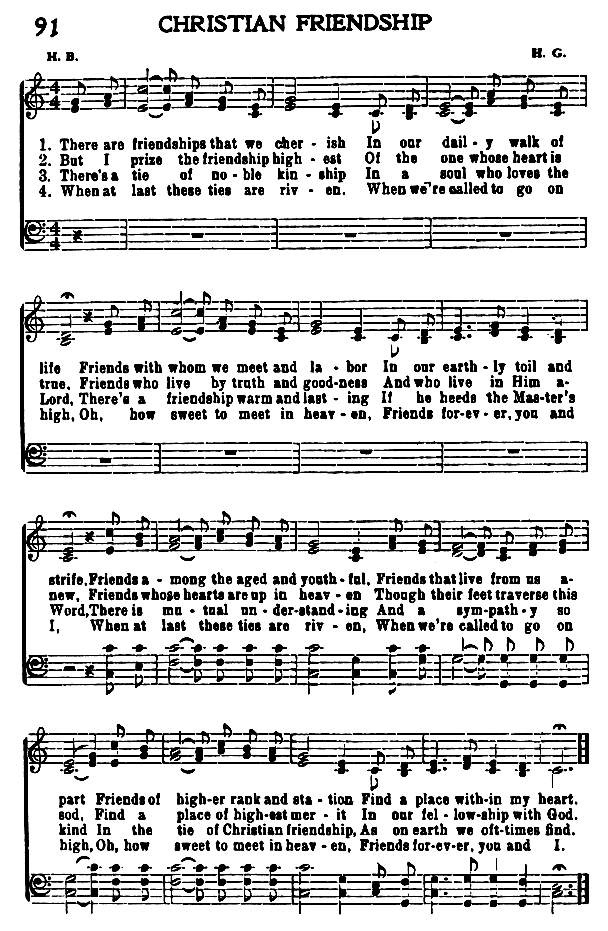 91 CHRISTIAN FRIENDSHIP
H. B. H. G.
1. There are friendships that we cher - ish In our dail - y walk of
2. But I prize the friendship high - est Of the one whose heart is
3. There's a tie of no - ble kin - ship In a soul who loves the
4. When at last these ties are riv - en. When we're called to go on
life Friends with whom we meet and la - bor In our earth - ly toil and
true, Friends who live by truth and good-ness And who live in Him a-
Lord, There's a friendship warm and last - ing If he heeds the Mas-ter's
high, Oh, how sweet to meet in heav - en, Friends for-ev - er, you and
strife, Friends a - mong the aged and youth - ful, Friends that live from us a-
new, Friends whose hearts are up in heav - en Though their feet traverse this
Word, There is mu - tual un - der-stand - ing And a sym - path - y so
I, When at last these ties are riv - en, When we're called to go on
part Friends of high-er rank and sta - tion Find a place with-in my heart.
sod, Find a place of high-est mer - it In our fel - low-ship with God.
kind In the tie of Christian friendship, As on earth we oft-times find.
high, Oh, how sweet to meet in heav - en, Friends for-ev-er, you and I.